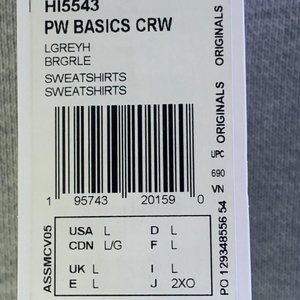 HI5543
PW BASICS CRW
LGREYH
BRGRLE
SWEATSHIRTS
SWEATSHIRTS
1 95743 20159 0
USA L D L
CDN L/G F L
UK L I L
E L J 2XO
ASSMCV05
ORIGINALS ORIGINALS
UPC 690 VN
PO 129348556 54